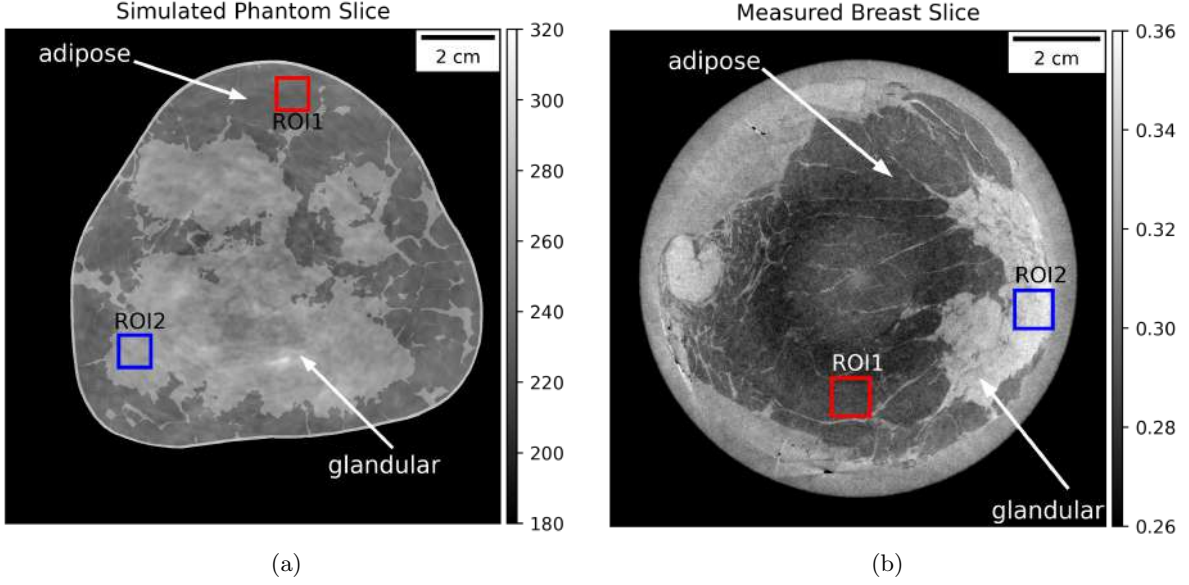 Simulated Phantom Slice
adipose
2 cm
ROI1
ROI2
glandular
320
300
280
260
240
220
200
180
(a)
Measured Breast Slice
adipose
2 cm
ROI2
ROI1
glandular
0.36
0.34
0.32
0.30
0.28
0.26
(b)